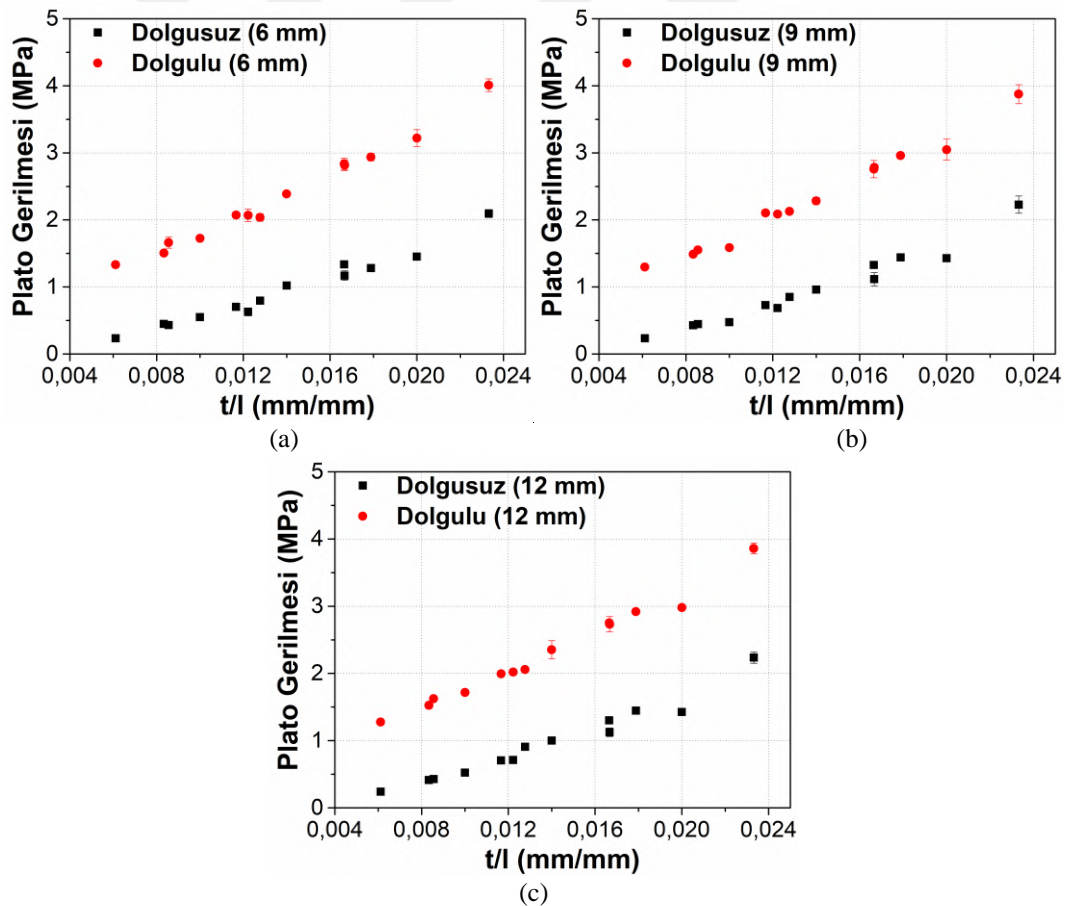 Dolgusuz (6 mm)
Dolgulu (6 mm)
Plato Gerilmesi (MPa)
5
4
3
2
1
0
0,004 0,008 0,012 0,016 0,020 0,024
t/l (mm/mm)
(a)
Dolgusuz (9 mm)
Dolgulu (9 mm)
Plato Gerilmesi (MPa)
5
4
3
2
1
0
0,004 0,008 0,012 0,016 0,020 0,024
t/l (mm/mm)
(b)
Dolgusuz (12 mm)
Dolgulu (12 mm)
Plato Gerilmesi (MPa)
5
4
3
2
1
0
0,004 0,008 0,012 0,016 0,020 0,024
t/l (mm/mm)
(c)